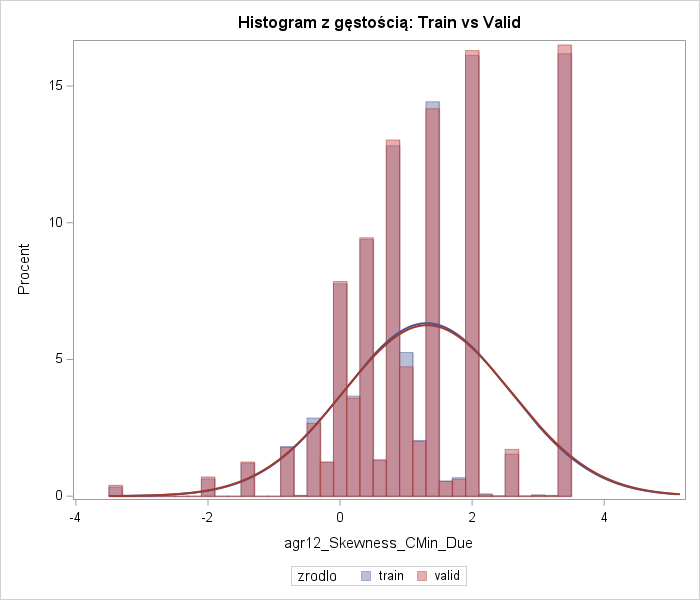 Histogram z gęstością: Train vs Valid
Procent
15
10
5
0
-4
-2
0
2
4
agr12_Skewness_CMin_Due
zrodlo train valid